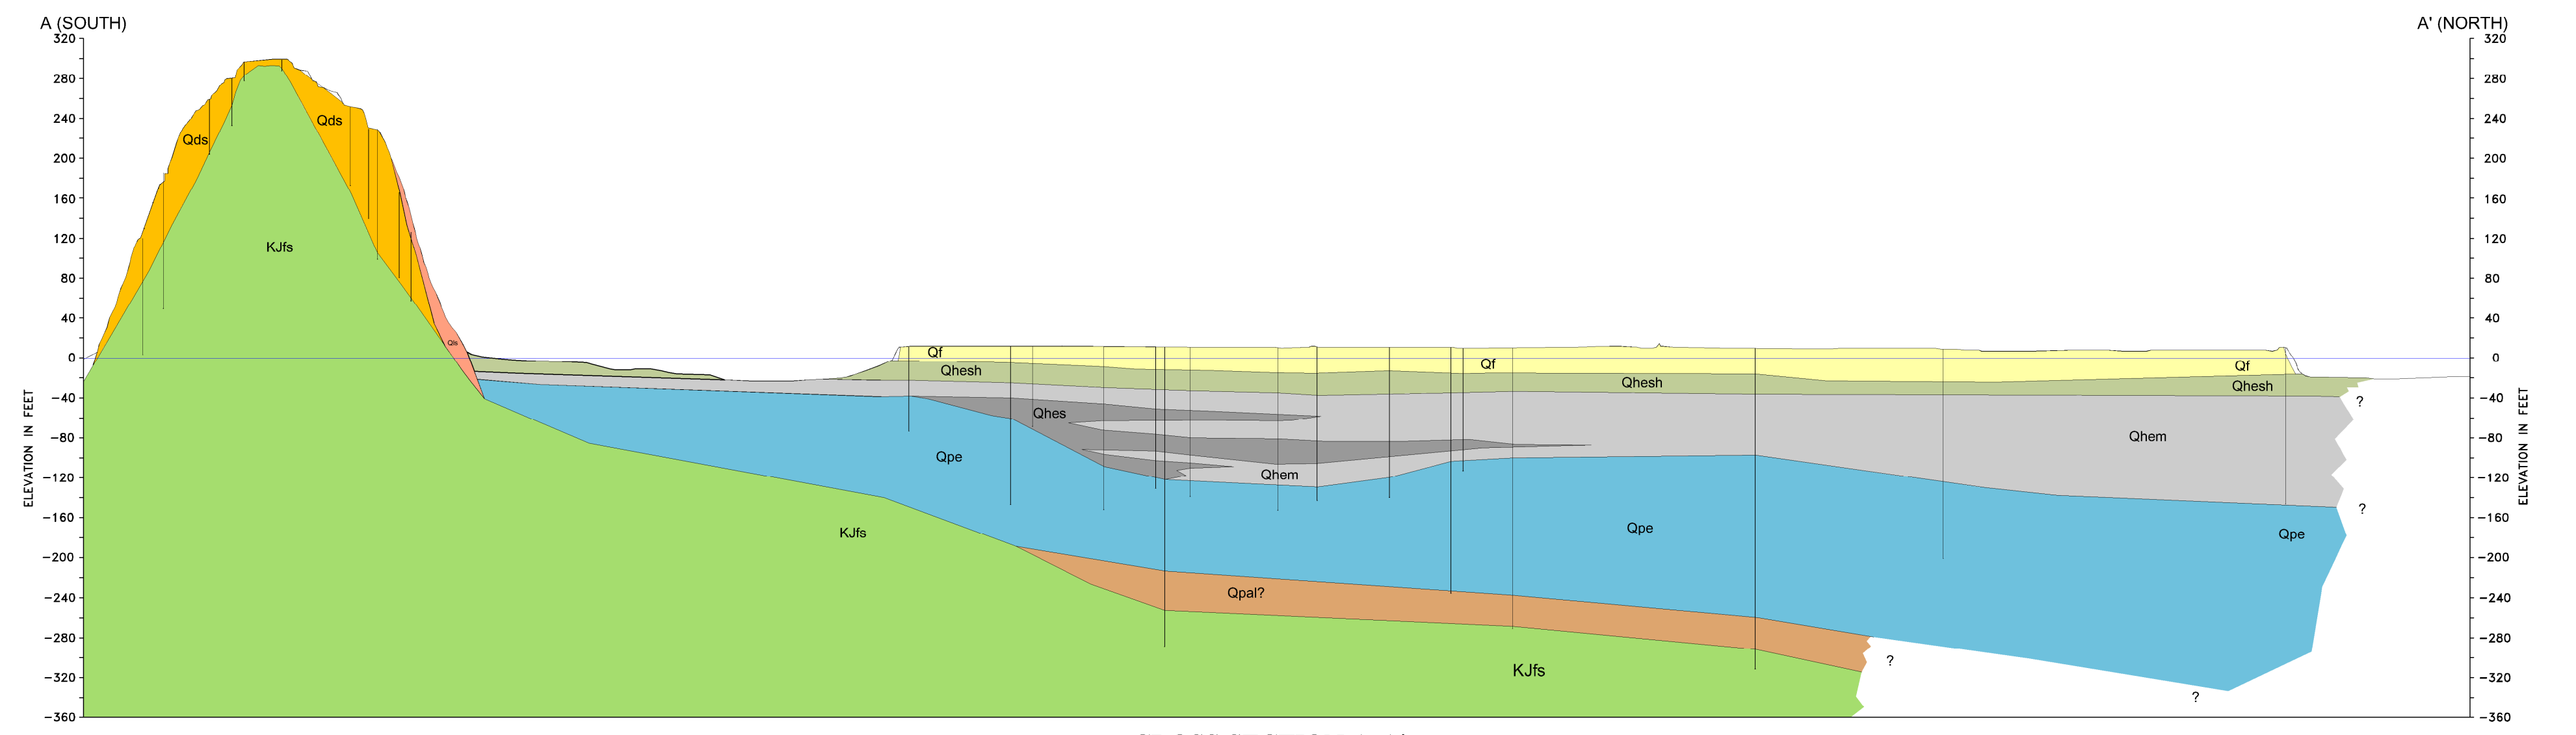 A (SOUTH)
A' (NORTH)
320
280
240
200
160
120
80
40
0
−40
−80
−120
−160
−200
−240
−280
−320
−360
ELEVATION IN FEET
Qds
Qds
KJfs
Qls
Qf
Qf
Qf
Qhesh
Qhesh
Qhesh
?
Qhes
Qhem
Qhem
Qpe
?
Qpe
Qpe
KJfs
Qpal?
KJfs
?
?
320
280
240
200
160
120
80
40
0
−40
−80
−120
−160
−200
−240
−280
−320
−360
ELEVATION IN FEET